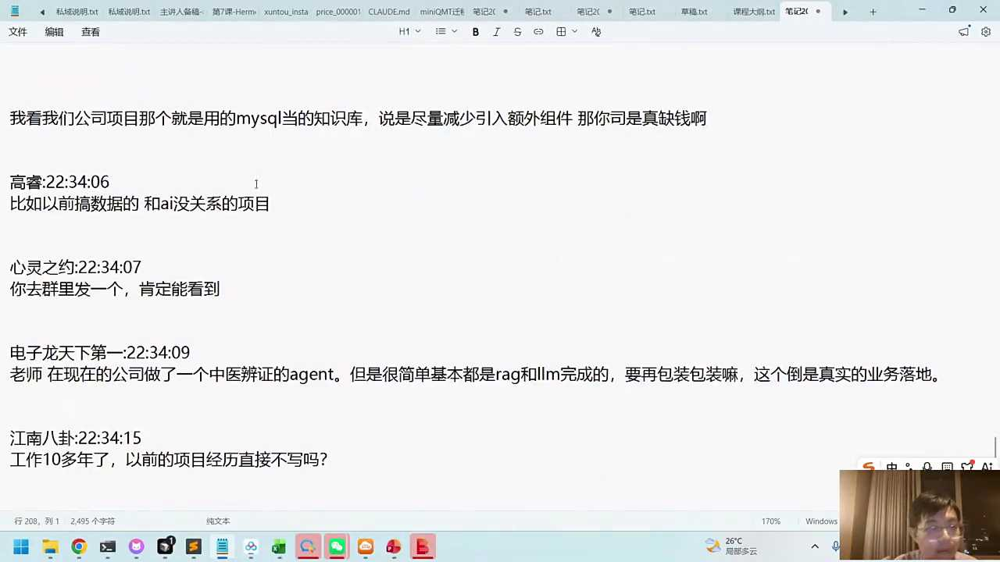 私域说明.txt
私域说明.txt
主讲人备稿-
第7课-Herm
xuntou_insta
price_000001
CLAUDE.md
miniQMT迁移
笔记20
笔记.txt
笔记20
笔记.txt
草稿.txt
课程大纲.txt
笔记20
文件 编辑 查看
H1
我看我们公司项目那个就是用的mysql当的知识库，说是尽量减少引入额外组件 那你司是真缺钱啊
高睿:22:34:06
比如以前搞数据的 和ai没关系的项目
心灵之约:22:34:07
你去群里发一个，肯定能看到
电子龙天下第一:22:34:09
老师 在现在的公司做了一个中医辨证的agent。但是很简单基本都是rag和llm完成的，要再包装包装嘛，这个倒是真实的业务落地。
江南八卦:22:34:15
工作10多年了，以前的项目经历直接不写吗？
中
行 208，列 1 2,495 个字符 纯文本 170% Windows
26°C
局部多云